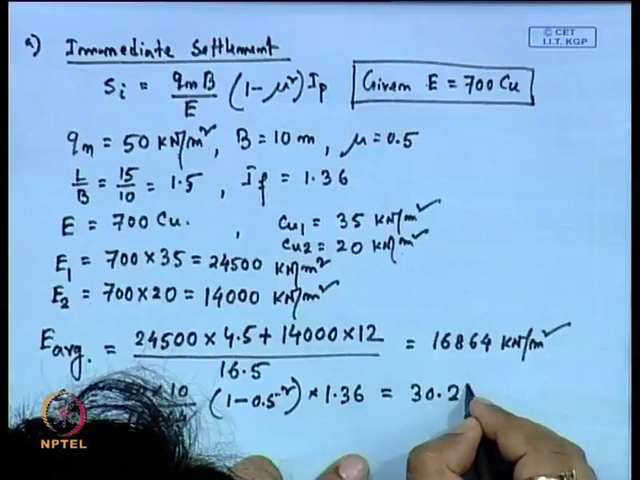 © CET
I.I.T. KGP
a) Immediate Settlement
Si = qnB/E (1-μ²) Ip
Given E = 700 Cu
qn = 50 KN/m², B = 10 m, μ = 0.5
L/B = 15/10 = 1.5, If = 1.36
E = 700 Cu. , Cu1 = 35 KN/m²
Cu2 = 20 KN/m²
E1 = 700 × 35 = 24500 KN/m²
E2 = 700 × 20 = 14000 KN/m²
Eavg. = 24500 × 4.5 + 14000 × 12 / 16.5 = 16864 KN/m²
10 (1 - 0.5²) × 1.36 = 30.2
NPTEL